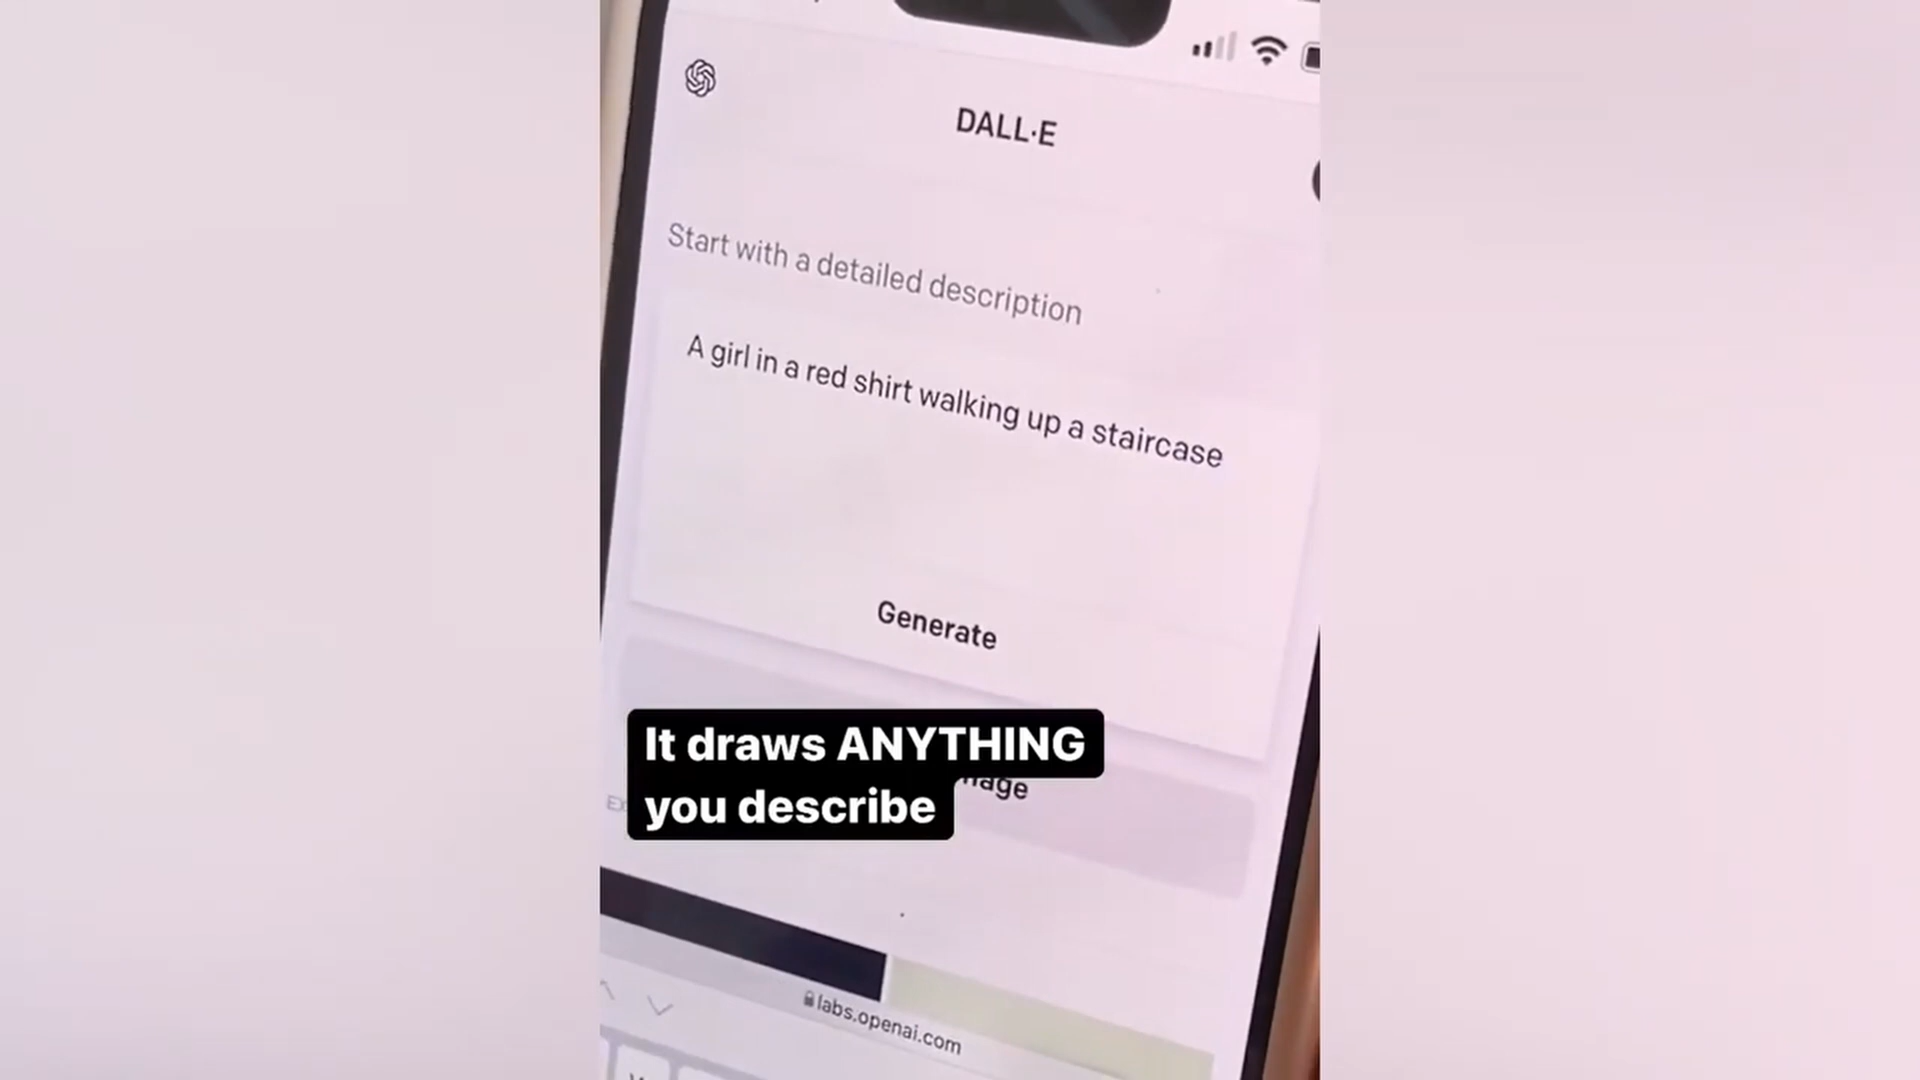 DALL·E
Start with a detailed description
A girl in a red shirt walking up a staircase
Generate
It draws ANYTHING
you describe
labs.openai.com